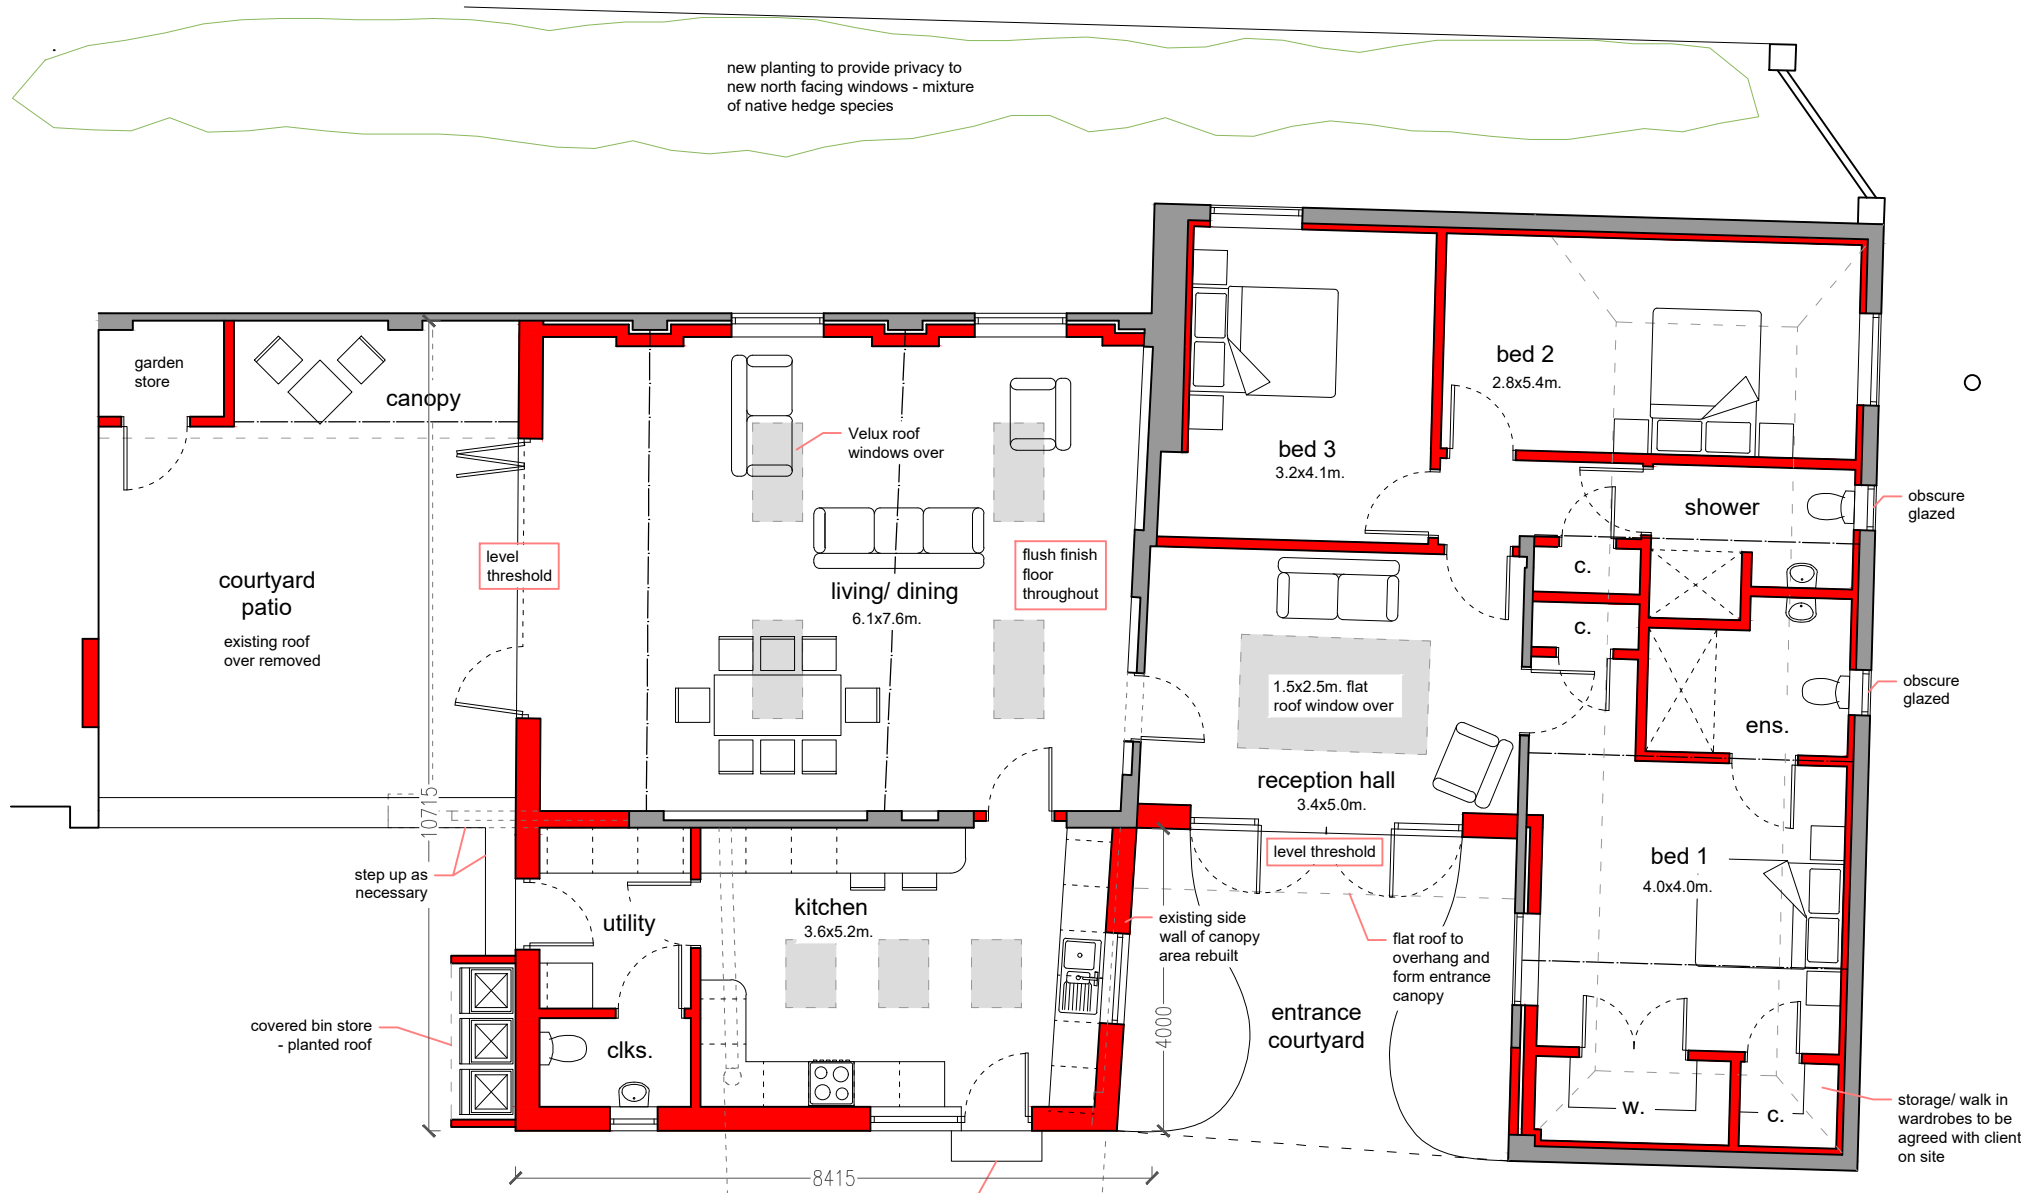 new planting to provide privacy to
new north facing windows - mixture
of native hedge species
garden
store
canopy
Velux roof
windows over
bed 3
3.2x4.1m.
bed 2
2.8x5.4m.
shower
obscure
glazed
level
threshold
flush finish
floor
throughout
courtyard
patio
existing roof
over removed
living/ dining
6.1x7.6m.
c.
c.
1.5x2.5m. flat
roof window over
obscure
glazed
ens.
reception hall
3.4x5.0m.
10715
level threshold
step up as
necessary
bed 1
4.0x4.0m.
utility
kitchen
3.6x5.2m.
existing side
wall of canopy
area rebuilt
flat roof to
overhang and
form entrance
canopy
covered bin store
- planted roof
clks.
4000
entrance
courtyard
w.
c.
storage/ walk in
wardrobes to be
agreed with client
on site
8415